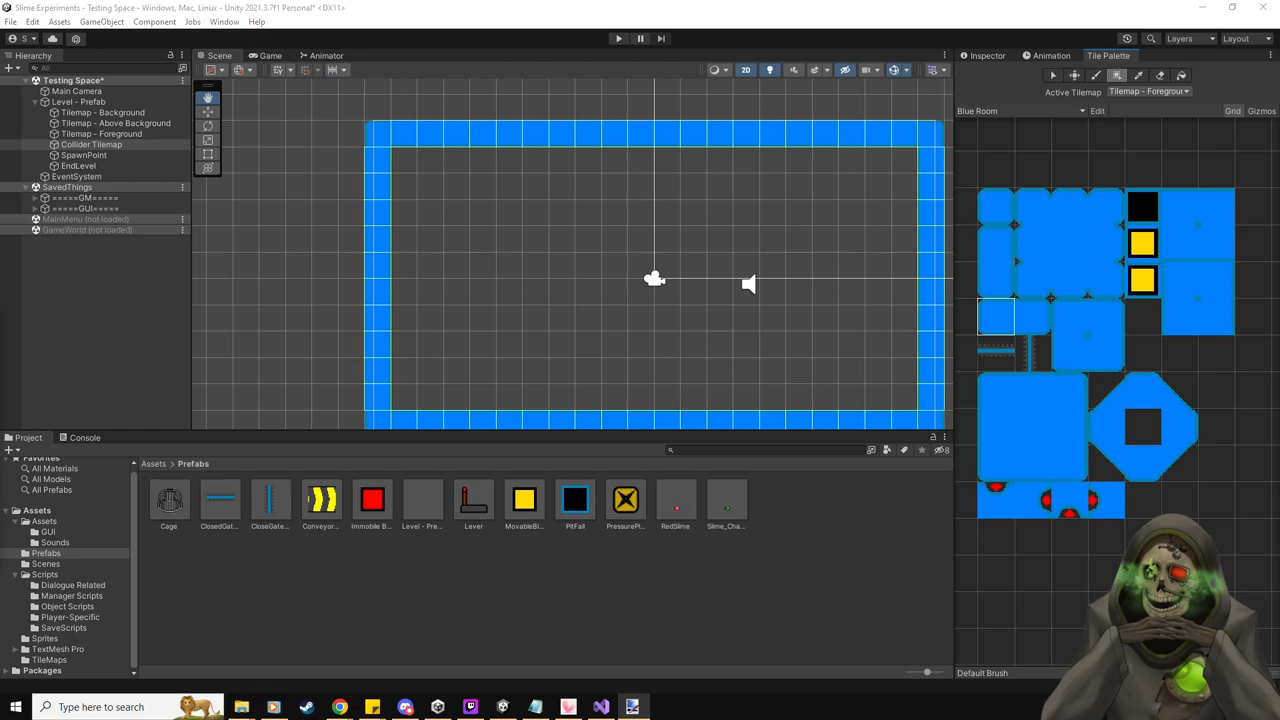 Slime Experiments - Testing Space - Windows, Mac, Linux - Unity 2021.3.7f1 Personal* <DX11>
File Edit Assets GameObject Component Jobs Window Help
S Layers Layout
Hierarchy Scene Game Animator Inspector Animation Tile Palette
All
2D
Testing Space*
Main Camera
Level - Prefab
Tilemap - Background
Tilemap - Above Background
Tilemap - Foreground
Collider Tilemap
SpawnPoint
EndLevel
EventSystem
SavedThings
=====GM=====
=====GUI=====
MainMenu (not loaded)
GameWorld (not loaded)
Active Tilemap Tilemap - Foregrour
Blue Room Edit Grid Gizmos
Project Console
8
Favorites
All Materials
All Models
All Prefabs
Assets
Assets
GUI
Sounds
Prefabs
Scenes
Scripts
Dialogue Related
Manager Scripts
Object Scripts
Player-Specific
SaveScripts
Sprites
TextMesh Pro
TileMaps
Packages
Assets > Prefabs
Cage ClosedGat... CloseGate... Conveyor... Immobile B... Level - Pre... Lever MovableBl... PitFall PressurePl... RedSlime Slime_Cha...
Default Brush
Type here to search